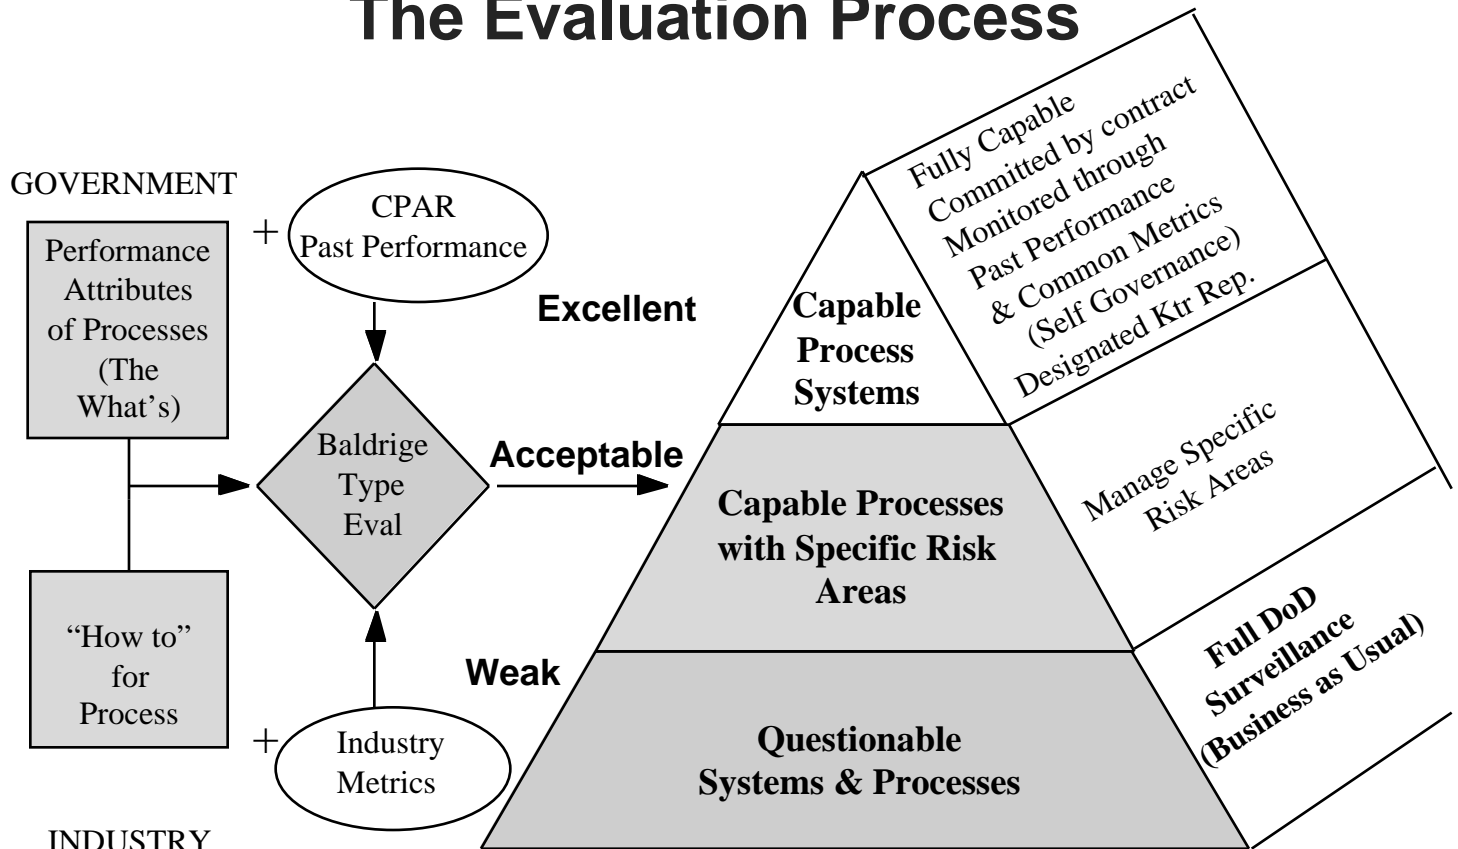 The Evaluation Process
GOVERNMENT
Performance
Attributes
of Processes
(The
What's)
+
CPAR
Past Performance
Baldrige
Type
Eval
“How to”
for
Process
+
Industry
Metrics
INDUSTRY
Excellent
Acceptable
Weak
Capable
Process
Systems
Capable Processes
with Specific Risk
Areas
Questionable
Systems & Processes
Fully Capable
Committed by contract
Monitored through
Past Performance
& Common Metrics
(Self Governance)
Designated Ktr Rep.
Manage Specific
Risk Areas
Full DoD
Surveillance
(Business as Usual)